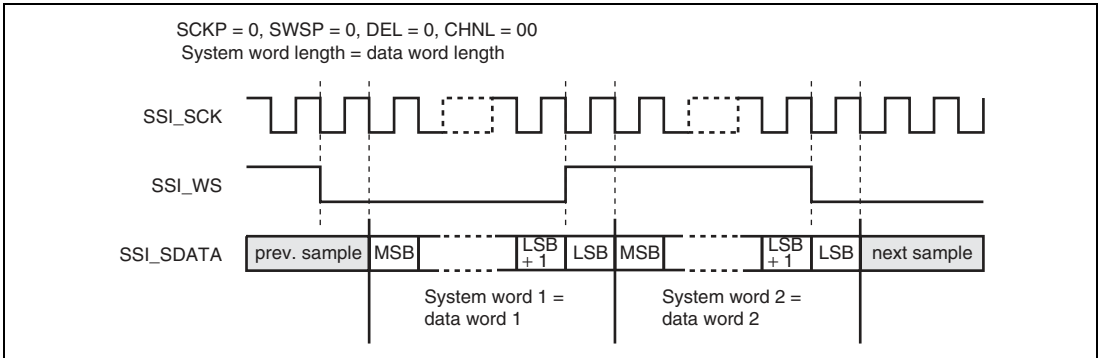 SCKP = 0, SWSP = 0, DEL = 0, CHNL = 00
System word length = data word length
SSI_SCK
SSI_WS
SSI_SDATA
prev. sample
MSB
LSB
+ 1
LSB
MSB
LSB
+ 1
LSB
next sample
System word 1 =
data word 1
System word 2 =
data word 2